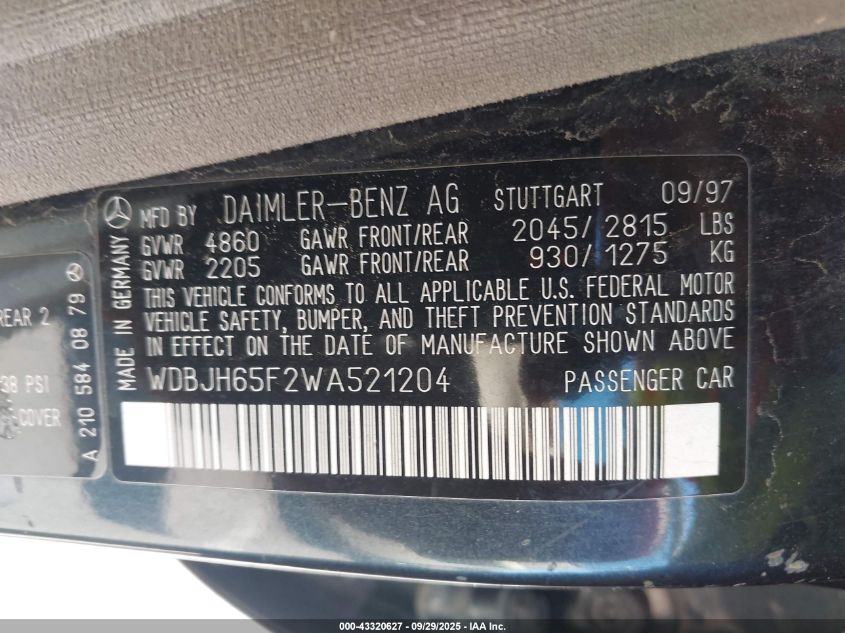 MFD BY DAIMLER-BENZ AG STUTTGART 09/97
GVWR 4860 GAWR FRONT/REAR 2045/ 2815 LBS
GVWR 2205 GAWR FRONT/REAR 930/ 1275 KG
THIS VEHICLE CONFORMS TO ALL APPLICABLE U.S. FEDERAL MOTOR
VEHICLE SAFETY, BUMPER, AND THEFT PREVENTION STANDARDS
IN EFFECT ON THE DATE OF MANUFACTURE SHOWN ABOVE
WDBJH65F2WA521204 PASSENGER CAR
MADE IN GERMANY
A 210 584 08 79
REAR 2
38 PSI
COVER
000-43320627 - 09/29/2025 - IAA Inc.